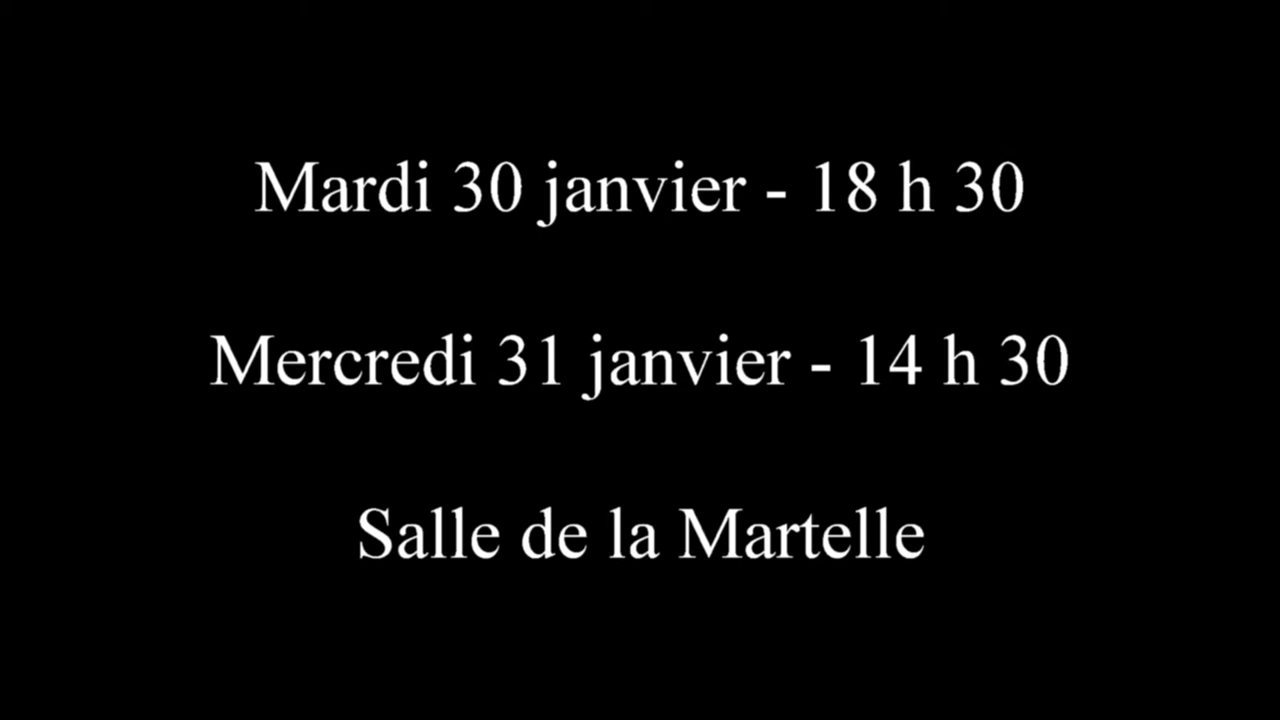 Mardi 30 janvier - 18 h 30
Mercredi 31 janvier - 14 h 30
Salle de la Martelle